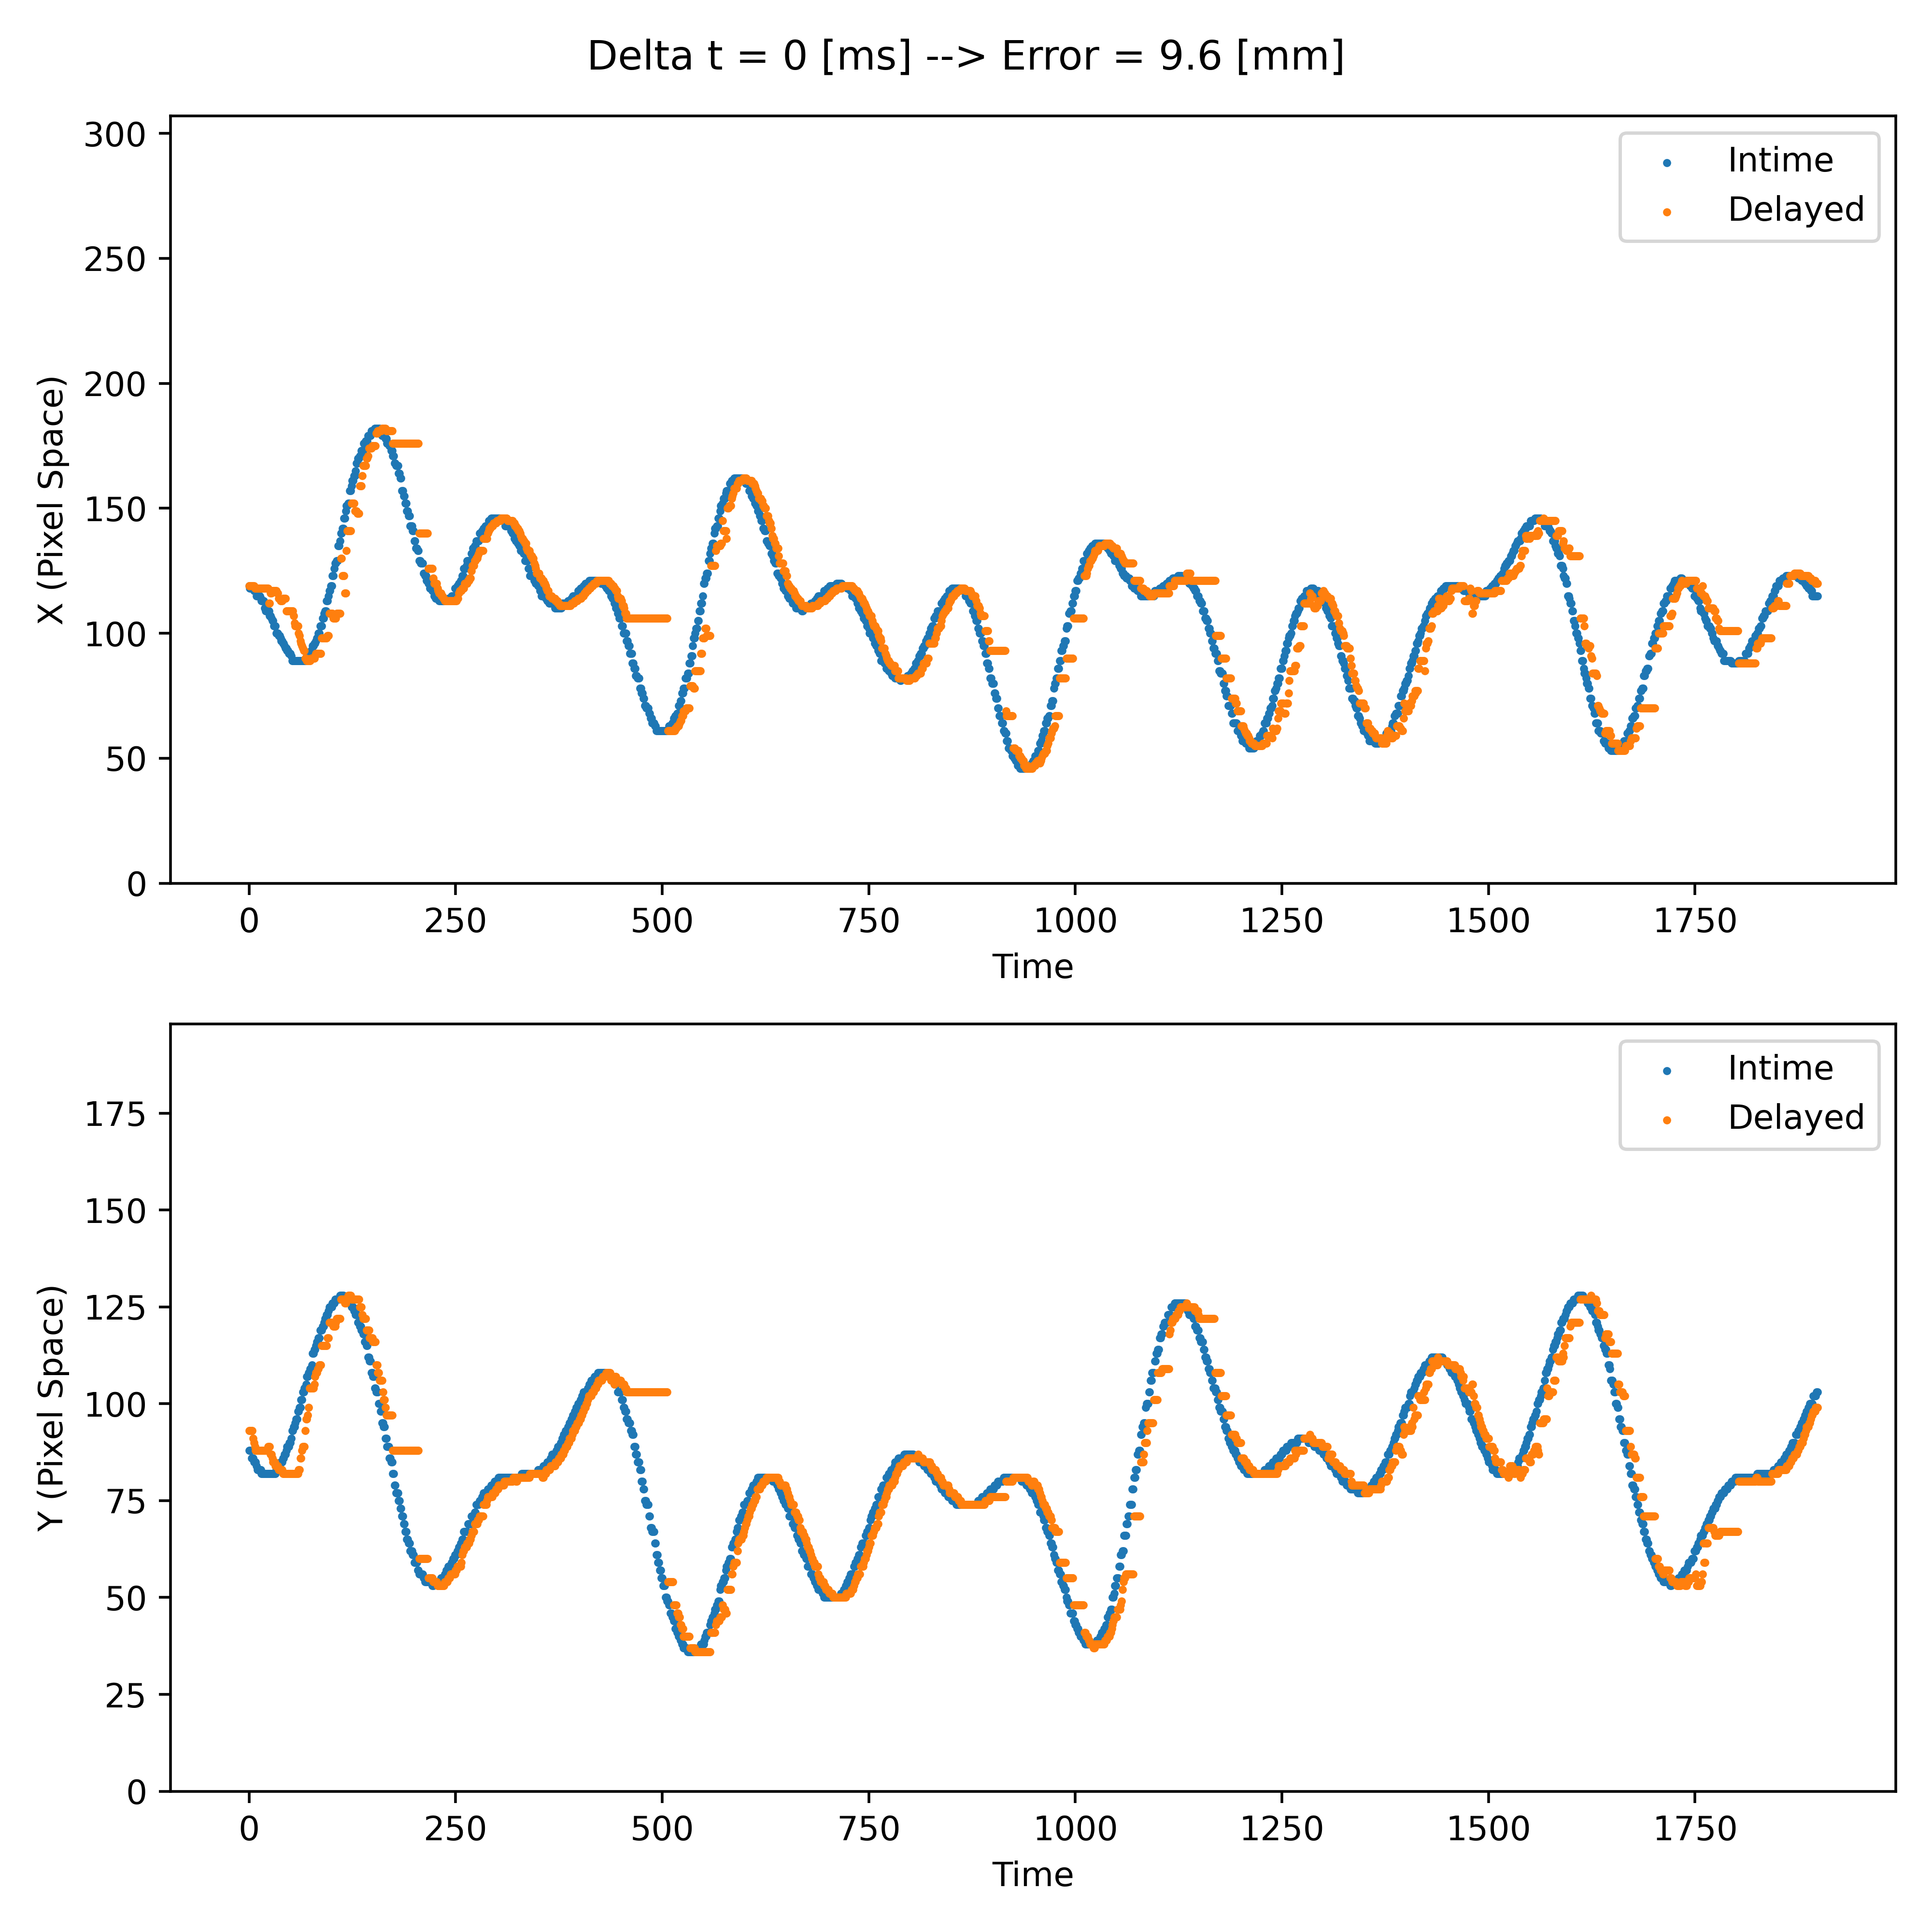 Delta t = 0 [ms] --> Error = 9.6 [mm]
300
250
200
150
100
50
0
X (Pixel Space)
Intime
Delayed
0 250 500 750 1000 1250 1500 1750
Time
175
150
125
100
75
50
25
0
Y (Pixel Space)
Intime
Delayed
0 250 500 750 1000 1250 1500 1750
Time